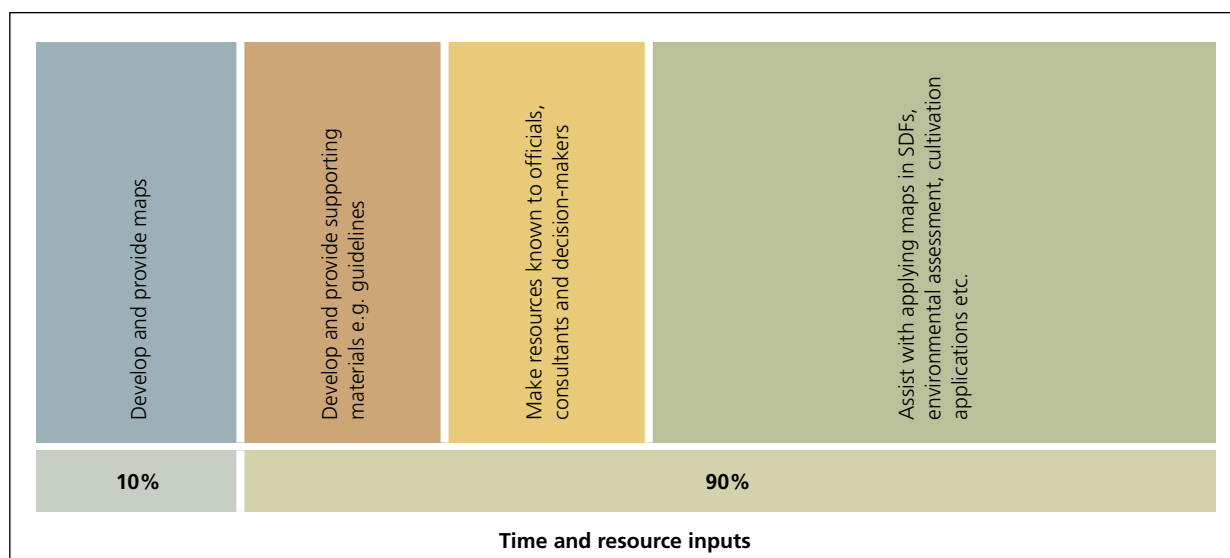 Develop and provide maps
Develop and provide supporting
materials e.g. guidelines
Make resources known to officials,
consultants and decision-makers
Assist with applying maps in SDFs,
environmental assessment, cultivation
applications etc.
10%
90%
Time and resource inputs